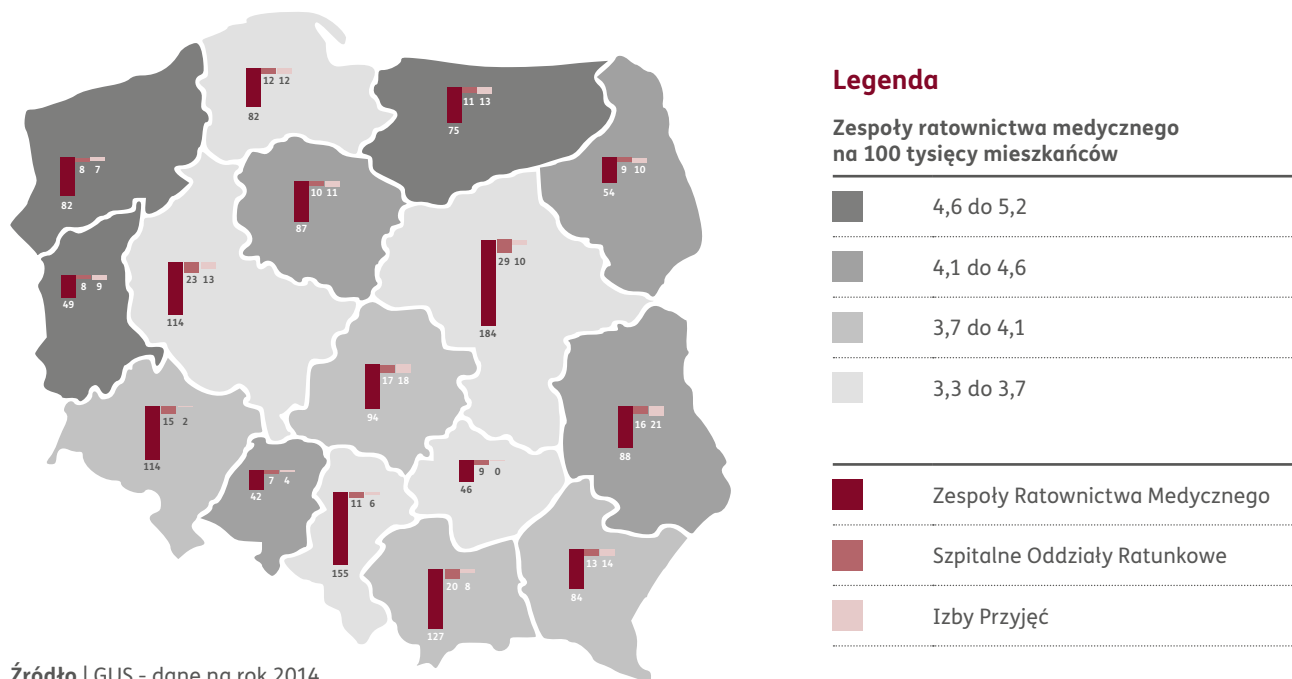 12 12
82
11 13
75
8 7
82
9 10
54
10 11
87
29 10
184
8 9
49
23 13
114
17 18
94
15 2
114
16 21
88
7 4
42
9 0
46
11 6
155
13 14
84
20 8
127
Źródło | GUS - dane na rok 2014
Legenda
Zespoły ratownictwa medycznego
na 100 tysięcy mieszkańców
4,6 do 5,2
4,1 do 4,6
3,7 do 4,1
3,3 do 3,7
Zespoły Ratownictwa Medycznego
Szpitalne Oddziały Ratunkowe
Izby Przyjęć